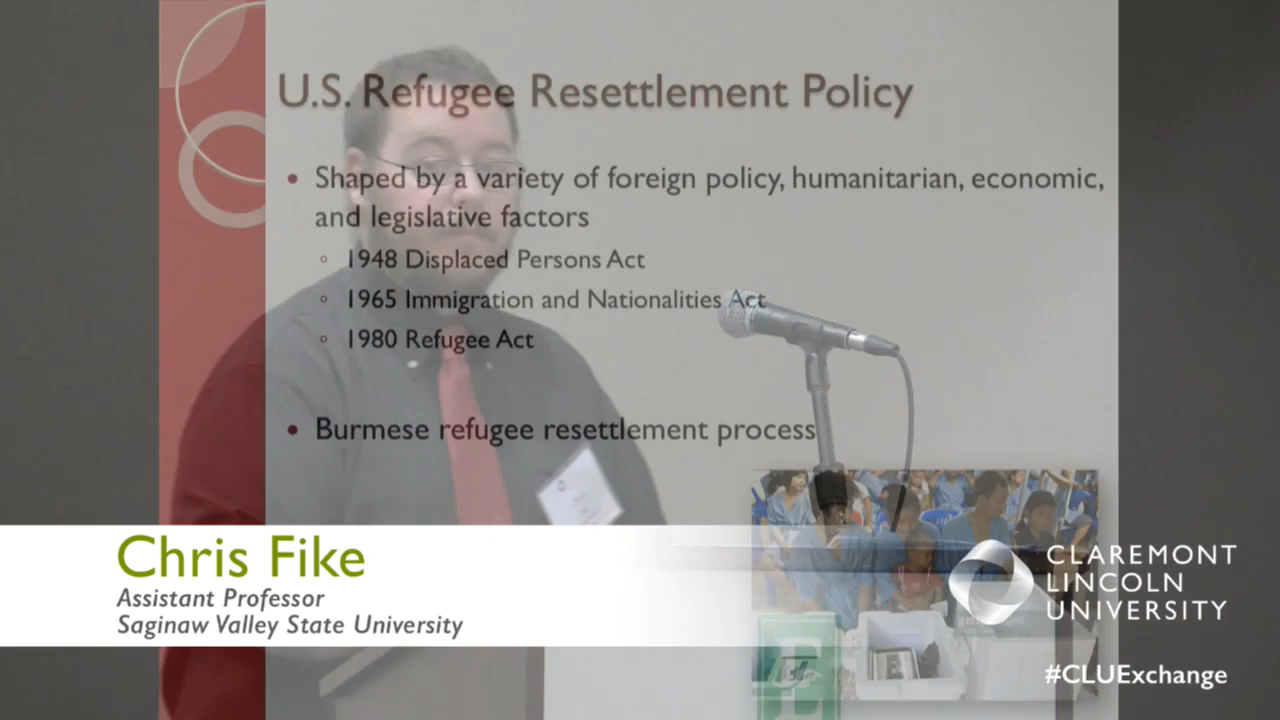 U.S. Refugee Resettlement Policy
• Shaped by a variety of foreign policy, humanitarian, economic,
and legislative factors
◦ 1948 Displaced Persons Act
◦ 1965 Immigration and Nationalities Act
◦ 1980 Refugee Act
• Burmese refugee resettlement process
Chris Fike
Assistant Professor
Saginaw Valley State University
CLAREMONT
LINCOLN
UNIVERSITY
#CLUExchange